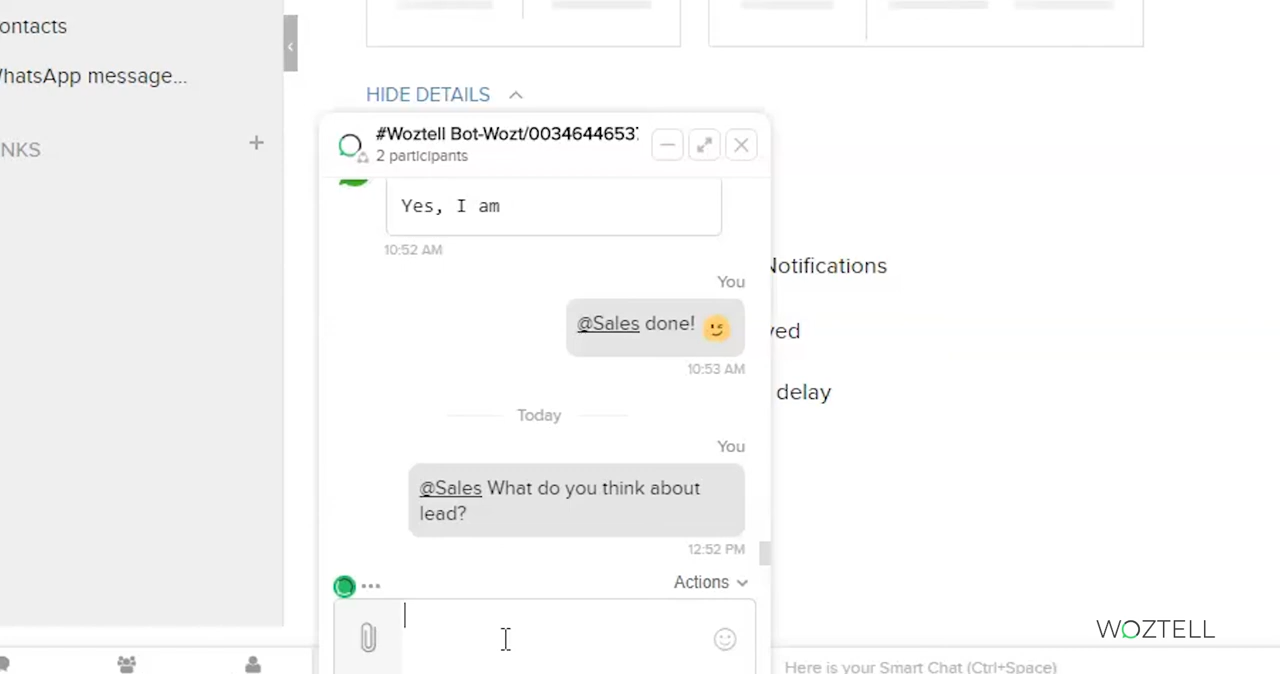 ontacts
WhatsApp message...
NKS
HIDE DETAILS
#Woztell Bot-Wozt/0034644653
2 participants
Yes, I am
10:52 AM
You
@Sales done!
10:53 AM
Today
You
@Sales What do you think about
lead?
12:52 PM
Actions
Notifications
ved
delay
WOZTELL
Here is your Smart Chat (Ctrl+Space)